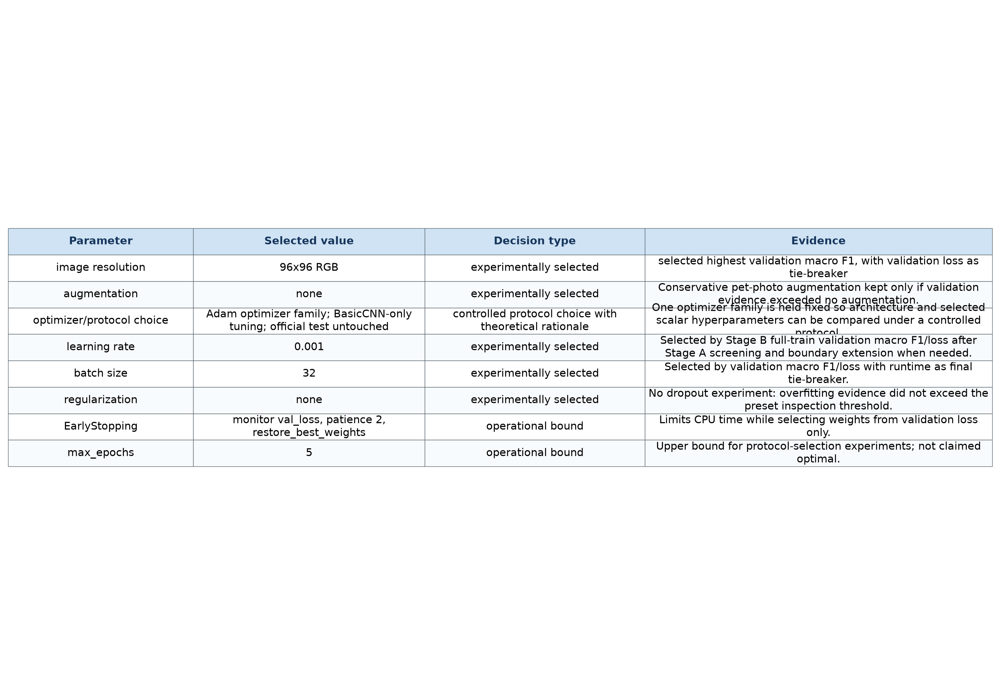 Parameter Selected value Decision type Evidence
image resolution 96x96 RGB experimentally selected selected highest validation macro F1, with validation loss as
tie-breaker
augmentation none experimentally selected Conservative pet-photo augmentation kept only if validation
evidence exceeded no augmentation.
optimizer/protocol choice Adam optimizer family; BasicCNN-only
tuning; official test untouched
controlled protocol choice with
theoretical rationale
One optimizer family is held fixed so architecture and selected
scalar hyperparameters can be compared under a controlled
protocol
learning rate 0.001 experimentally selected Selected by Stage B full-train validation macro F1/loss after
Stage A screening and boundary extension when needed.
batch size 32 experimentally selected Selected by validation macro F1/loss with runtime as final
tie-breaker.
regularization none experimentally selected No dropout experiment: overfitting evidence did not exceed the
preset inspection threshold.
EarlyStopping monitor val_loss, patience 2,
restore_best_weights
operational bound Limits CPU time while selecting weights from validation loss
only.
max_epochs 5 operational bound Upper bound for protocol-selection experiments; not claimed
optimal.